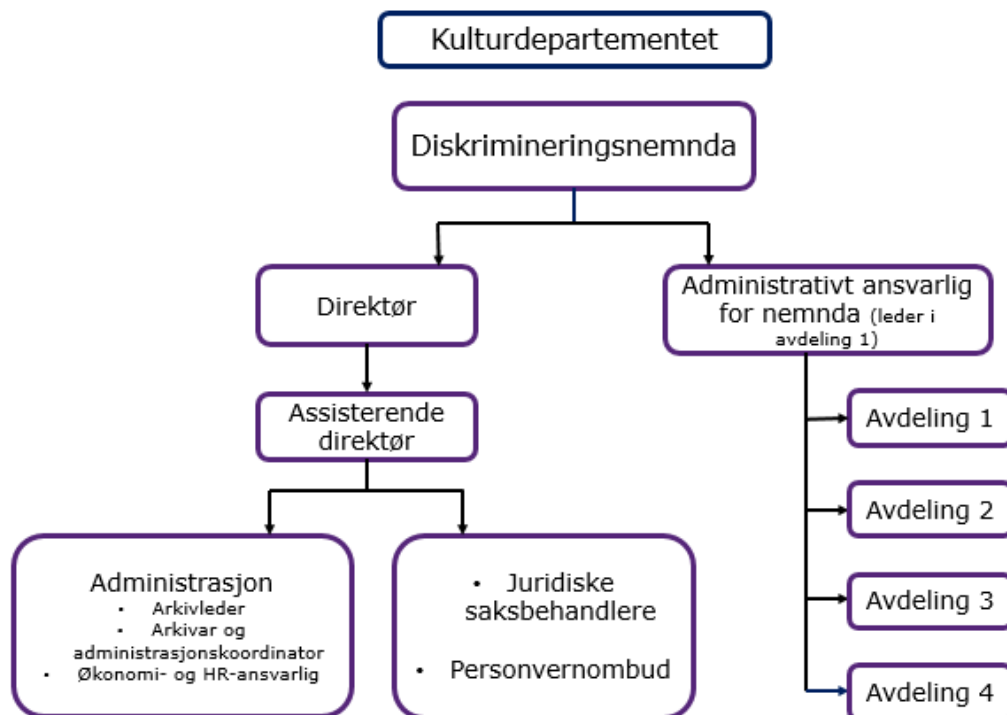 Kulturdepartementet
Diskrimineringsnemnda
Direktør
Administrativt ansvarlig
for nemnda (leder i
avdeling 1)
Assisterende
direktør
Avdeling 1
Avdeling 2
Avdeling 3
Avdeling 4
Administrasjon
• Arkivleder
• Arkivar og
administrasjonskoordinator
• Økonomi- og HR-ansvarlig
• Juridiske
saksbehandlere
• Personvernombud